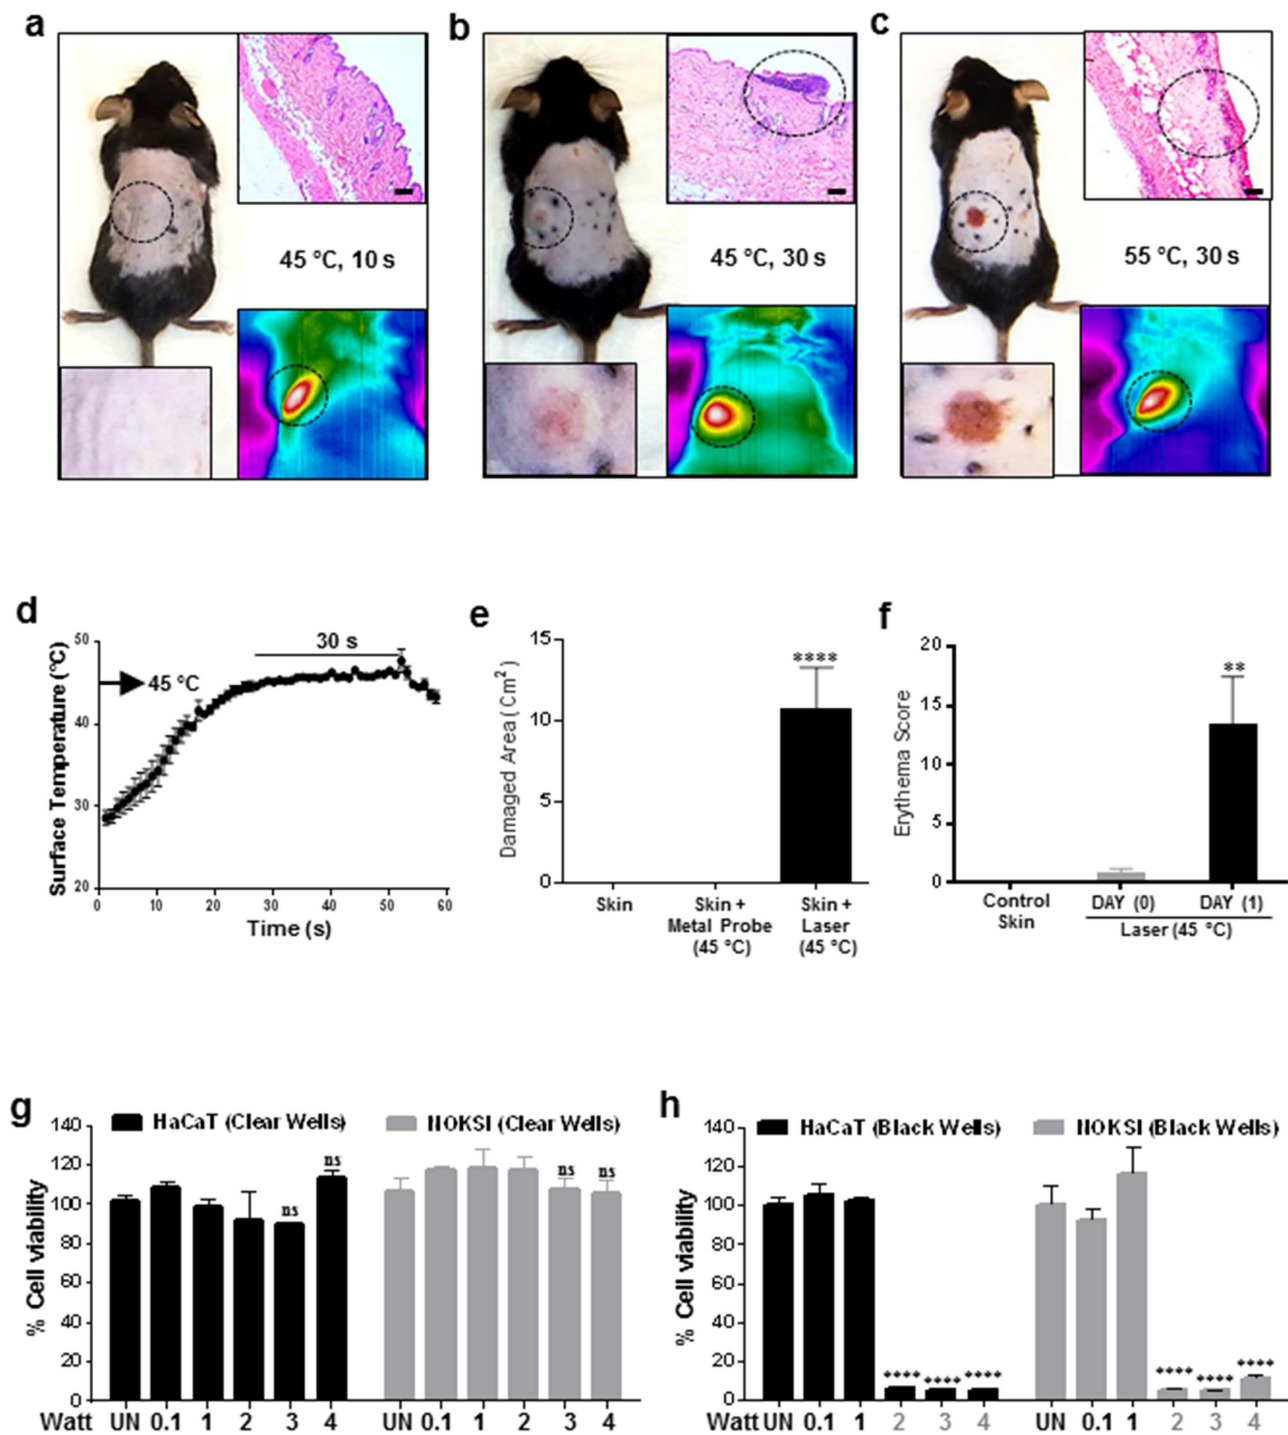 a
b
c
45 °C, 10 s
45 °C, 30 s
55 °C, 30 s
d
Surface Temperature (°C)
50
40
30
20
30 s
45 °C
0 10 20 30 40 50 60
Time (s)
e
Damaged Area (Cm²)
15
10
5
0
****
Skin
Skin +
Metal Probe
(45 °C)
Skin +
Laser
(45 °C)
f
Erythema Score
20
15
10
5
0
**
Control
Skin
DAY (0)
DAY (1)
Laser (45 °C)
g
HaCaT (Clear Wells)
NOKSI (Clear Wells)
% Cell viability
140
120
100
80
60
40
20
0
ns
ns
ns
ns
Watt UN 0.1 1 2 3 4 UN 0.1 1 2 3 4
h
HaCaT (Black Wells)
NOKSI (Black Wells)
% Cell viability
140
120
100
80
60
40
20
0
**** **** ****
**** **** ****
Watt UN 0.1 1 2 3 4 UN 0.1 1 2 3 4